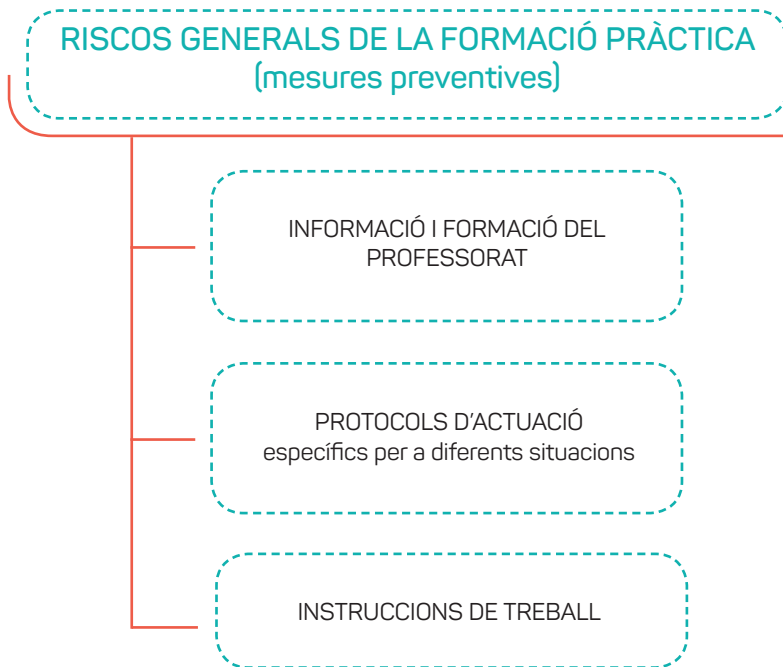 RISCOS GENERALS DE LA FORMACIÓ PRÀCTICA
(mesures preventives)
INFORMACIÓ I FORMACIÓ DEL
PROFESSORAT
PROTOCOLS D'ACTUACIÓ
específics per a diferents situacions
INSTRUCCIONS DE TREBALL